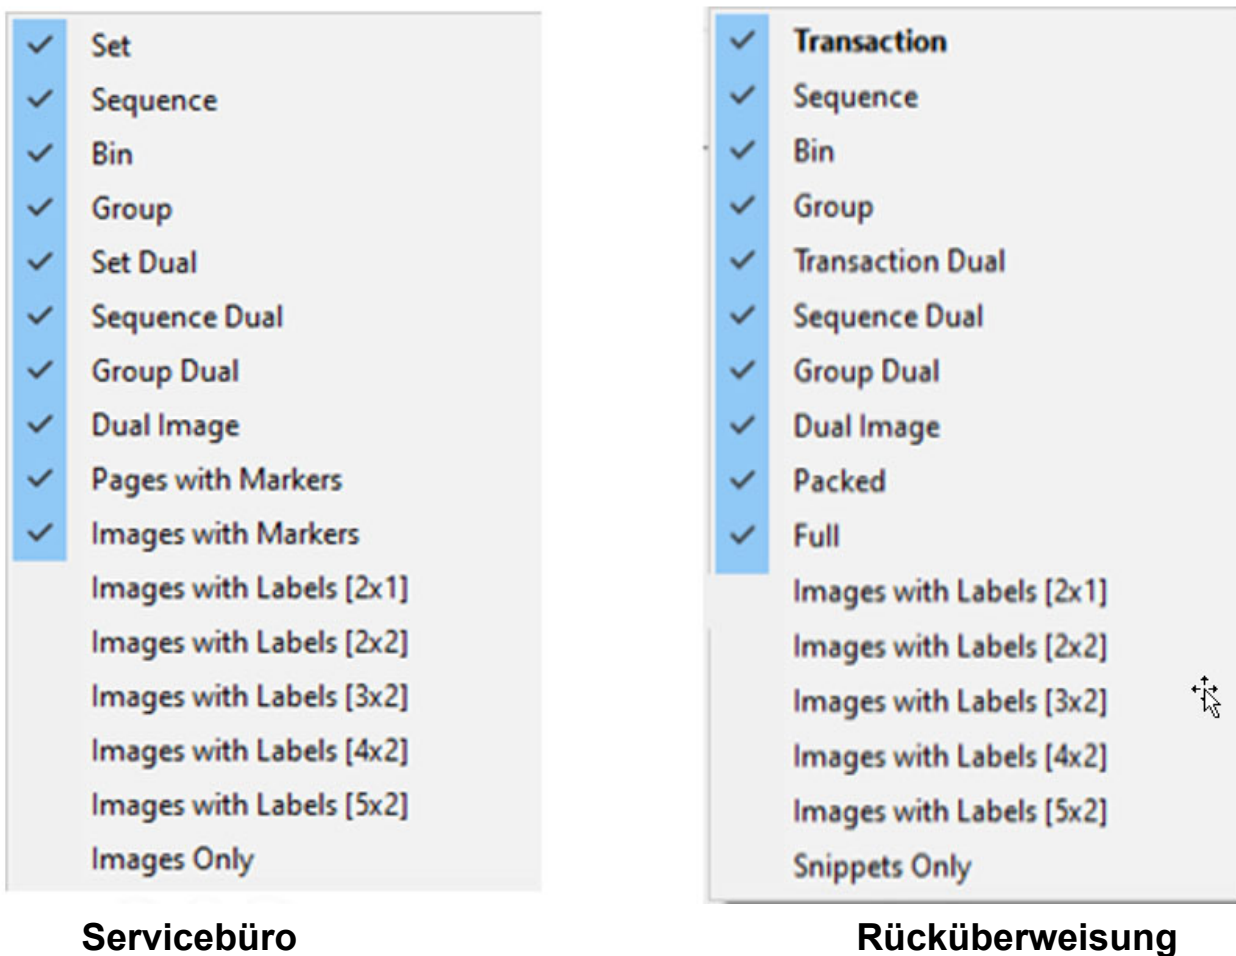 Set
Sequence
Bin
Group
Set Dual
Sequence Dual
Group Dual
Dual Image
Pages with Markers
Images with Markers
Images with Labels [2x1]
Images with Labels [2x2]
Images with Labels [3x2]
Images with Labels [4x2]
Images with Labels [5x2]
Images Only
Servicebüro
Transaction
Sequence
Bin
Group
Transaction Dual
Sequence Dual
Group Dual
Dual Image
Packed
Full
Images with Labels [2x1]
Images with Labels [2x2]
Images with Labels [3x2]
Images with Labels [4x2]
Images with Labels [5x2]
Snippets Only
Rücküberweisung